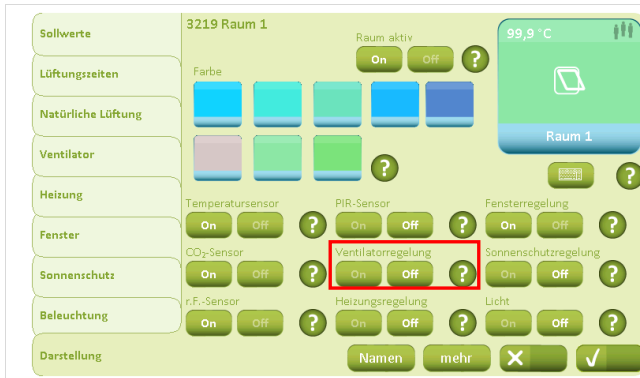 Sollwerte
Lüftungszeiten
Natürliche Lüftung
Ventilator
Heizung
Fenster
Sonnenschutz
Beleuchtung
Darstellung
3219 Raum 1
Raum aktiv
On Off ?
Farbe
?
99,9 °C
Raum 1
?
Temperatursensor PIR-Sensor Fensterregelung
On Off ? On Off ? On Off ?
CO₂-Sensor Ventilatorregelung Sonnenschutzregelung
On Off ? On Off ? On Off ?
r.F.-Sensor Heizungsregelung Licht
On Off ? On Off ? On Off ?
Namen mehr